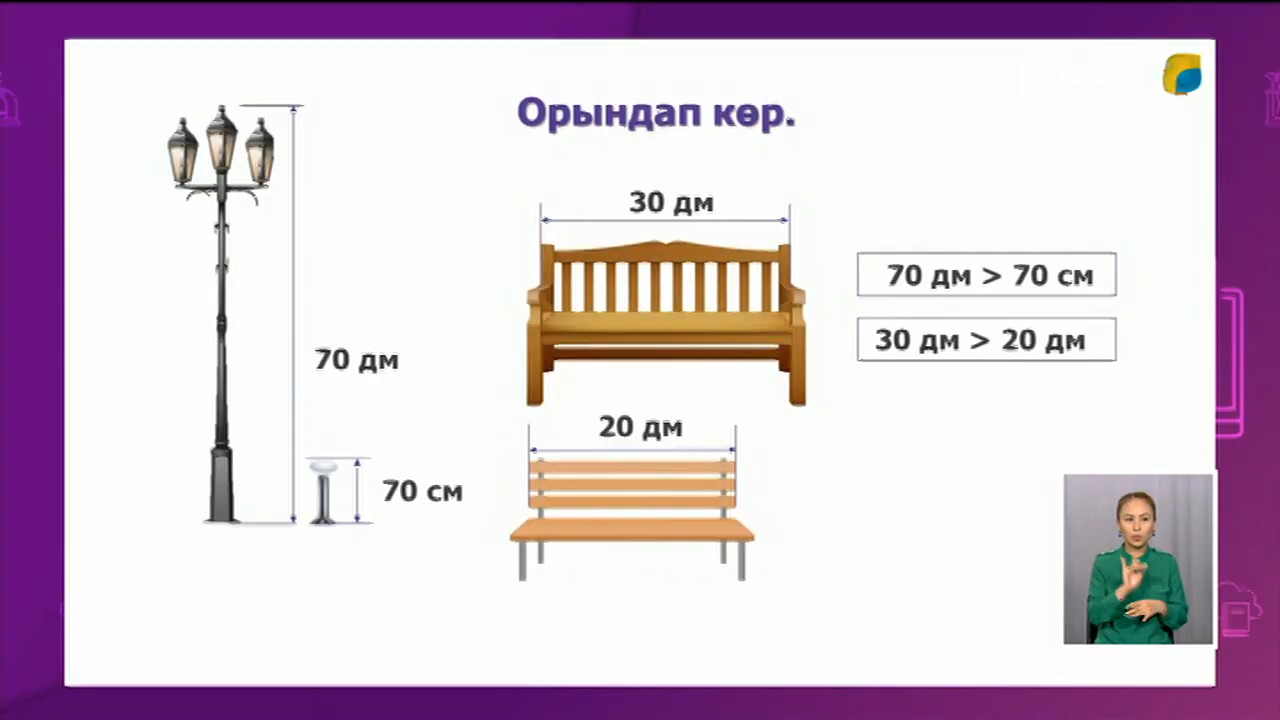 Орындап көр.
30 дм
70 дм > 70 см
30 дм > 20 дм
70 дм
20 дм
70 см